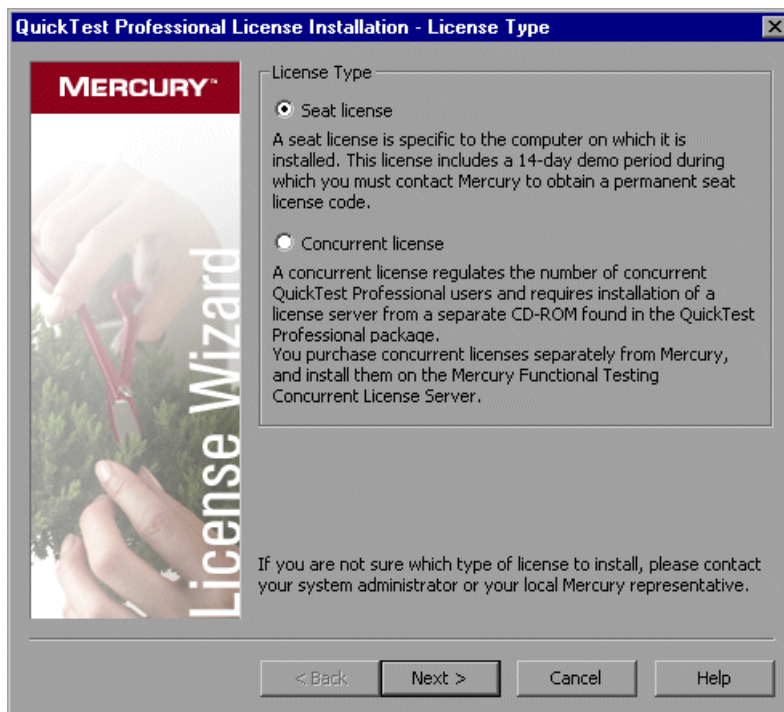 QuickTest Professional License Installation - License Type
MERCURY™
License Wizard
License Type
Seat license
A seat license is specific to the computer on which it is
installed. This license includes a 14-day demo period during
which you must contact Mercury to obtain a permanent seat
license code.
Concurrent license
A concurrent license regulates the number of concurrent
QuickTest Professional users and requires installation of a
license server from a separate CD-ROM found in the QuickTest
Professional package.
You purchase concurrent licenses separately from Mercury,
and install them on the Mercury Functional Testing
Concurrent License Server.
If you are not sure which type of license to install, please contact
your system administrator or your local Mercury representative.
< Back
Next >
Cancel
Help